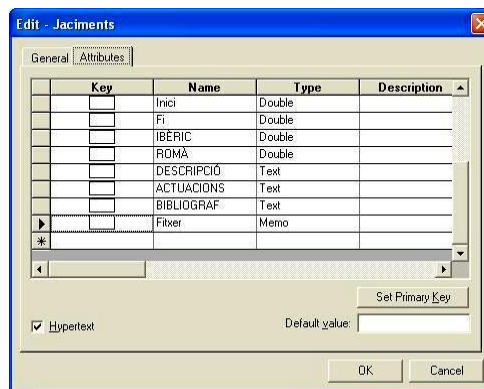 Edit - Jaciments
General Attributes
Key Name Type Description
Inici Double
Fi Double
IBÈRIC Double
ROMÀ Double
DESCRIPCIÓ Text
ACTUACIONS Text
BIBLIOGRAF Text
Fitxer Memo
Set Primary Key
Hypertext Default value:
OK Cancel